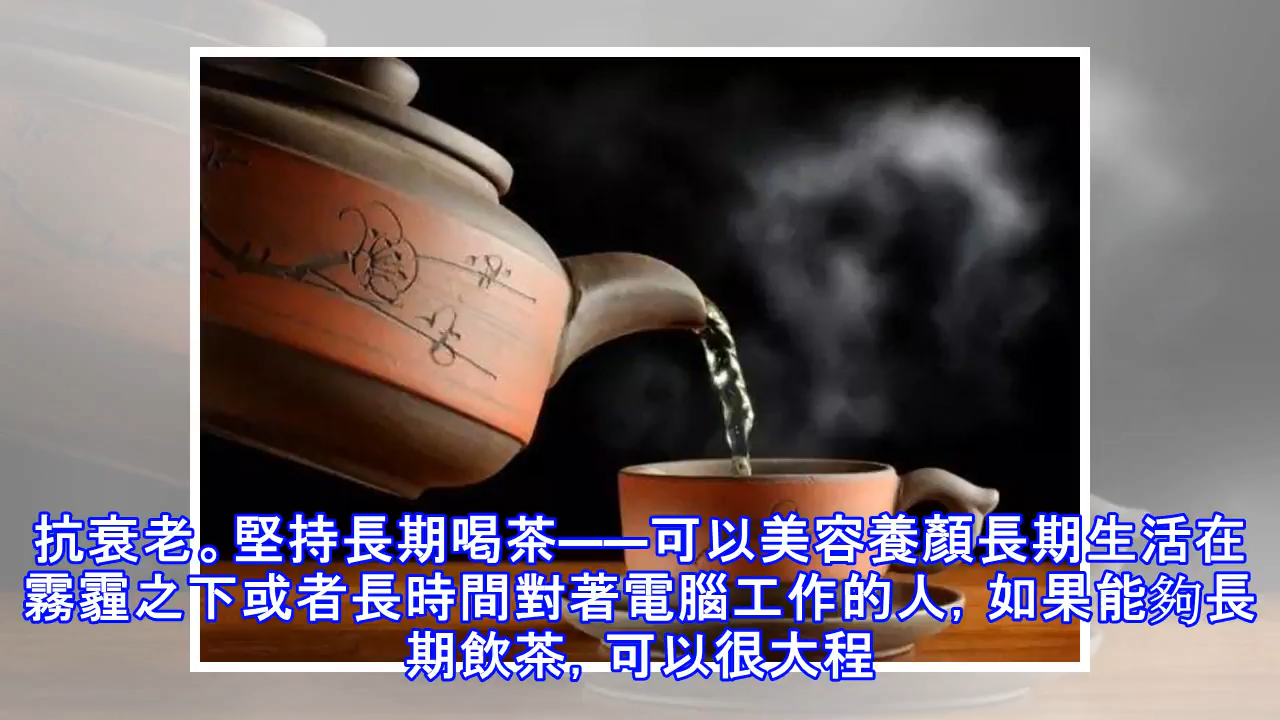 抗衰老。堅持長期喝茶——可以美容養顏長期生活在
霧霾之下或者長時間對著電腦工作的人, 如果能夠長
期飲茶, 可以很大程